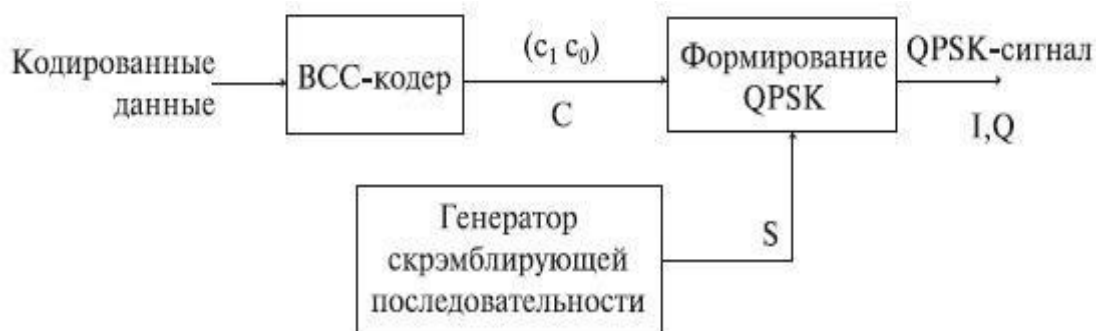 Кодированные
данные
ВСС-кодер
(c₁ c₀)
С
Формирование
QPSK
QPSK-сигнал
I,Q
Генератор
скрэмблирующей
последовательности
S